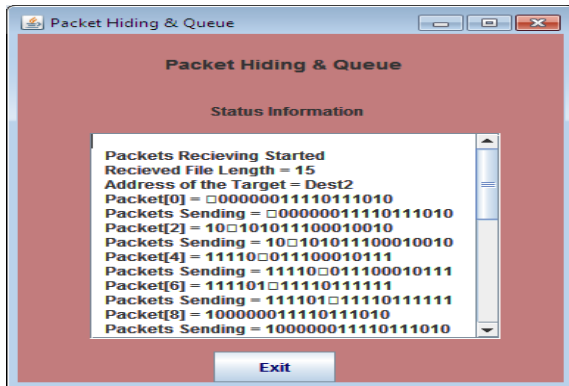 Packet Hiding & Queue
Packet Hiding & Queue
Status Information
Packets Recieving Started
Recieved File Length = 15
Address of the Target = Dest2
Packet[0] = □00000011110111010
Packets Sending = □00000011110111010
Packet[2] = 10□101011100010010
Packets Sending = 10□101011100010010
Packet[4] = 11110□011100010111
Packets Sending = 11110□011100010111
Packet[6] = 111101□11110111111
Packets Sending = 111101□11110111111
Packet[8] = 100000011110111010
Packets Sending = 100000011110111010
Exit